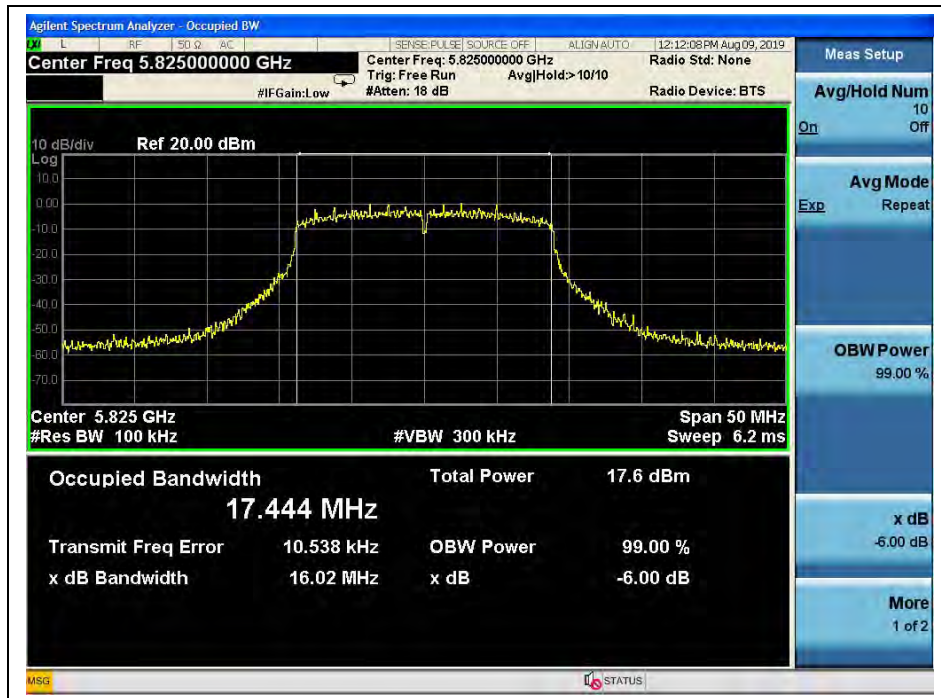 Agilent Spectrum Analyzer - Occupied BW
LXI L RF 50 Ω AC SENSE:PULSE SOURCE OFF ALIGN AUTO 12:12:08 PM Aug 09, 2019
Center Freq 5.825000000 GHz Center Freq: 5.825000000 GHz Radio Std: None
Trig: Free Run Avg|Hold:> 10/10
#IFGain:Low #Atten: 18 dB Radio Device: BTS
10 dB/div Ref 20.00 dBm
Log
10.0
0.00
-10.0
-20.0
-30.0
-40.0
-50.0
-60.0
-70.0
Center 5.825 GHz Span 50 MHz
#Res BW 100 kHz #VBW 300 kHz Sweep 6.2 ms
Occupied Bandwidth Total Power 17.6 dBm
17.444 MHz
Transmit Freq Error 10.538 kHz OBW Power 99.00 %
x dB Bandwidth 16.02 MHz x dB -6.00 dB
Meas Setup
Avg/Hold Num
10
On Off
Avg Mode
Exp Repeat
OBW Power
99.00 %
x dB
-6.00 dB
More
1 of 2
MSG STATUS